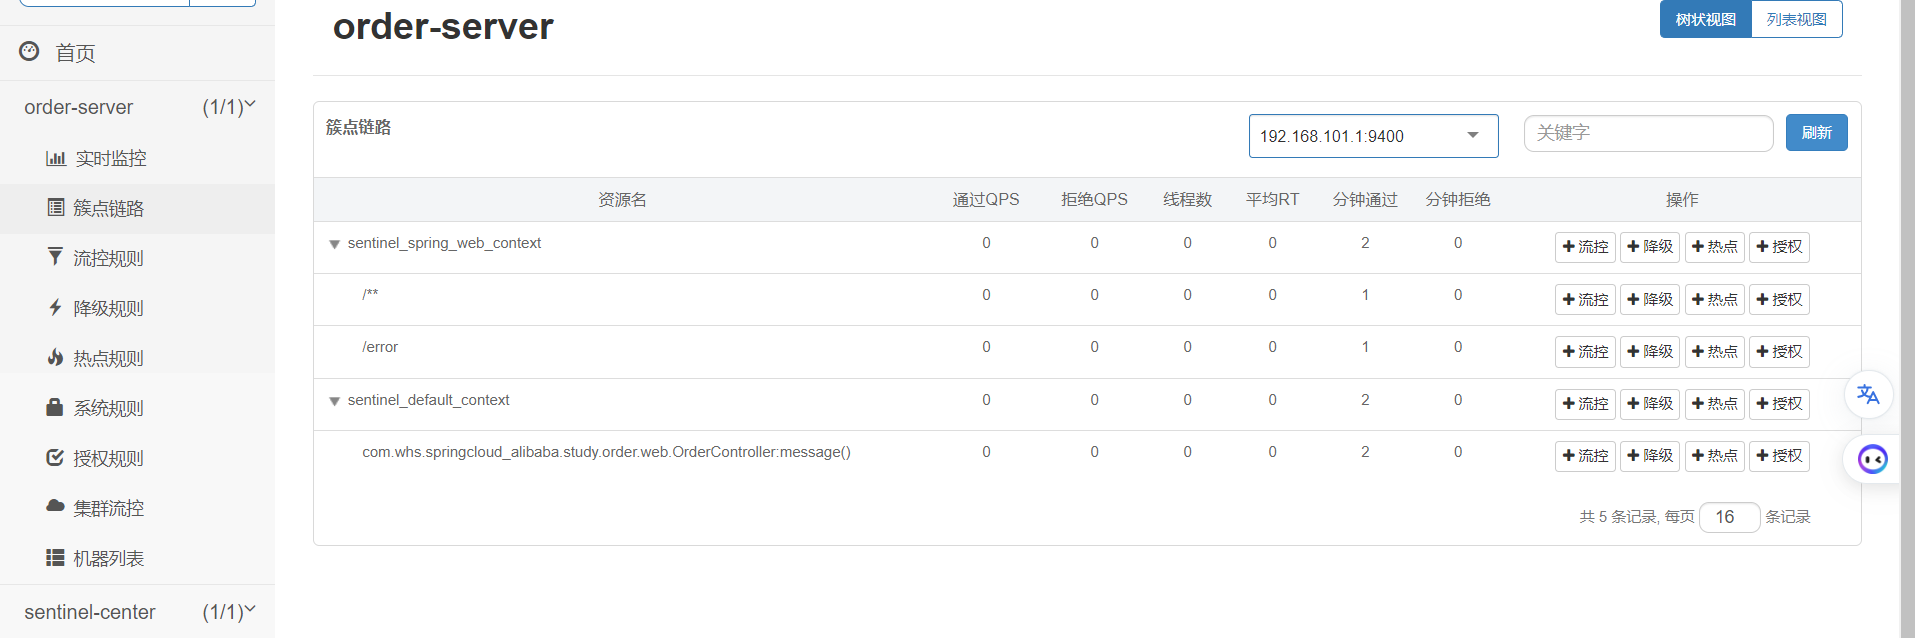 首页
order-server (1/1)
实时监控
簇点链路
流控规则
降级规则
热点规则
系统规则
授权规则
集群流控
机器列表
sentinel-center (1/1)
order-server
树状视图 列表视图
簇点链路 192.168.101.1:9400 关键字 刷新
资源名 通过QPS 拒绝QPS 线程数 平均RT 分钟通过 分钟拒绝 操作
sentinel_spring_web_context 0 0 0 0 2 0 流控 降级 热点 授权
/** 0 0 0 0 1 0 流控 降级 热点 授权
/error 0 0 0 0 1 0 流控 降级 热点 授权
sentinel_default_context 0 0 0 0 2 0 流控 降级 热点 授权
com.whs.springcloud_alibaba.study.order.web.OrderController:message() 0 0 0 0 2 0 流控 降级 热点 授权
共 5 条记录, 每页 16 条记录